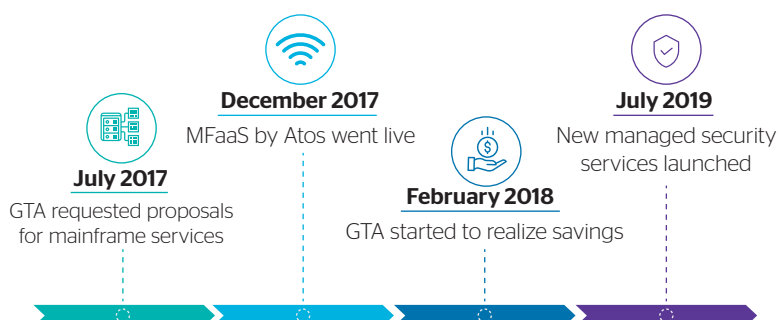 July 2017
GTA requested proposals
for mainframe services
December 2017
MFaaS by Atos went live
February 2018
GTA started to realize savings
July 2019
New managed security
services launched